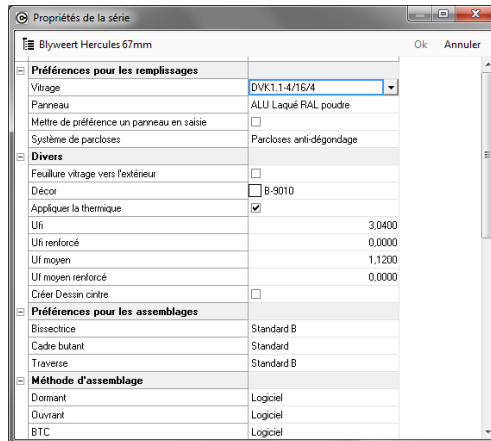 Propriétés de la série
Blyweert Hercules 67mm Ok Annuler
Préférences pour les remplissages
Vitrage DVK1.1-4/16/4
Panneau ALU Laqué RAL poudre
Mettre de préférence un panneau en saisie
Système de parcloses Parcloses anti-dégondage
Divers
Feuillure vitrage vers l'extérieur
Décor B-9010
Appliquer la thermique
Ufi 3,0400
Ufi renforcé 0,0000
Uf moyen 1,1200
Uf moyen renforcé 0,0000
Créer Dessin cintre
Préférences pour les assemblages
Bissectrice Standard B
Cadre butant Standard
Traverse Standard B
Méthode d'assemblage
Dormant Logiciel
Ouvrant Logiciel
BTC Logiciel